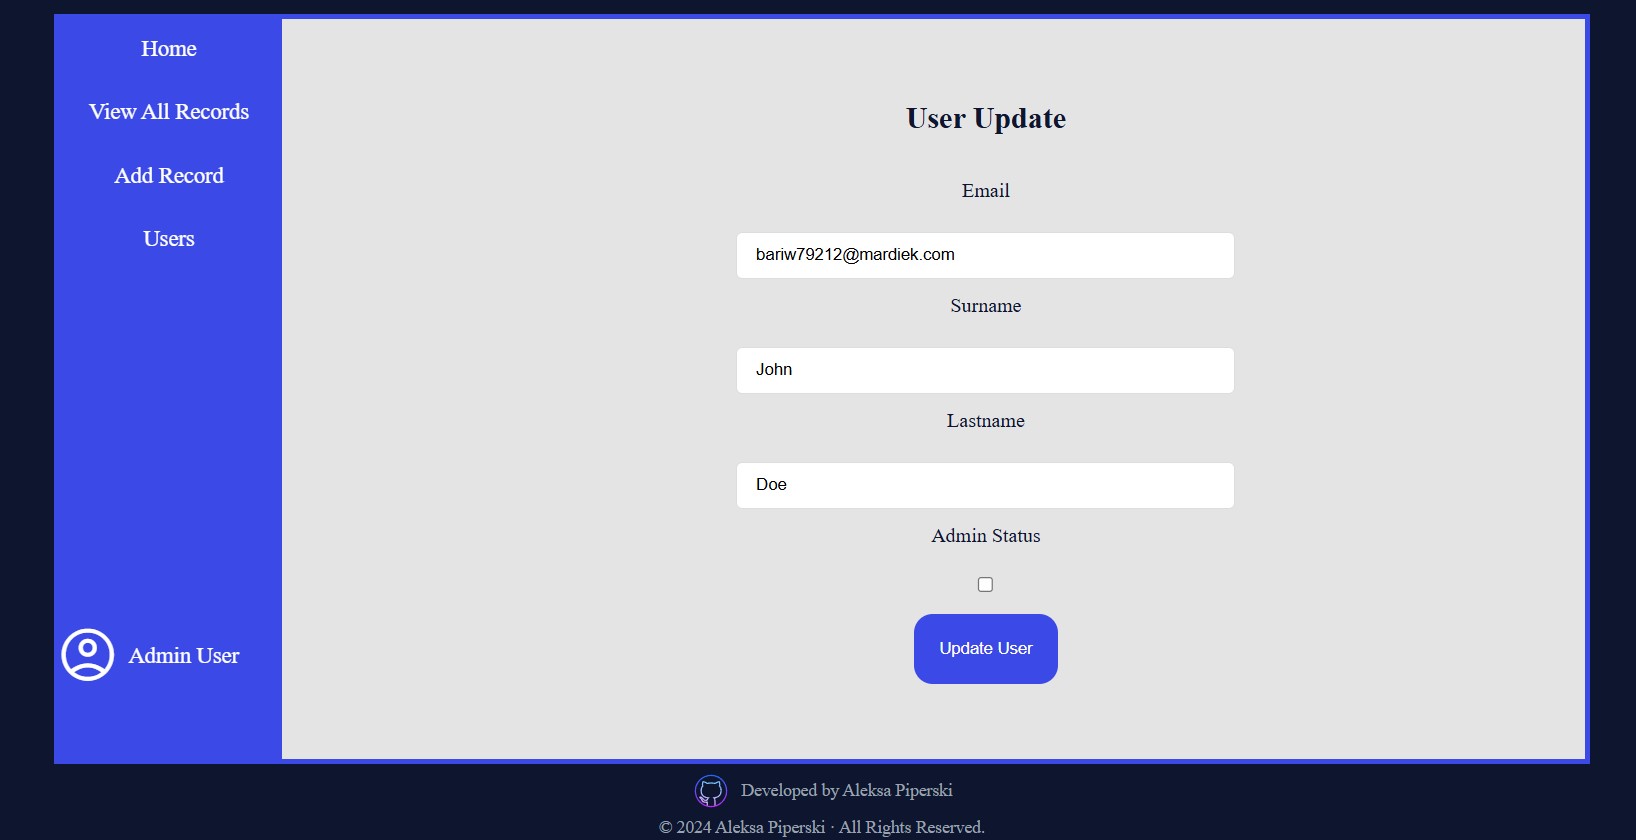 Home
View All Records
Add Record
Users
Admin User
User Update
Email
bariw79212@mardiek.com
Surname
John
Lastname
Doe
Admin Status
Update User
Developed by Aleksa Piperski
© 2024 Aleksa Piperski · All Rights Reserved.